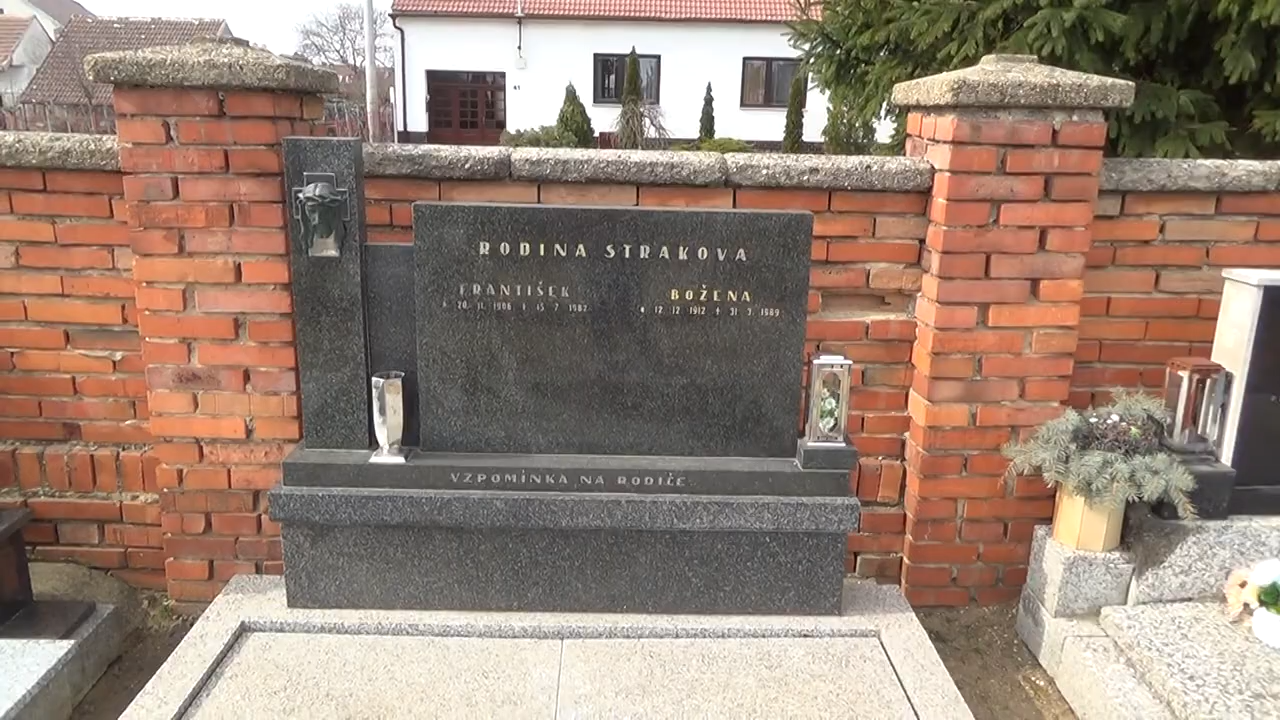 RODINA STRAKOVA
FRANTIŠEK
BOŽENA
* 20. 11. 1906 † 15. 7. 1982
* 12. 12. 1912 † 31. 3. 1989
VZPOMÍNKA NA RODIČE